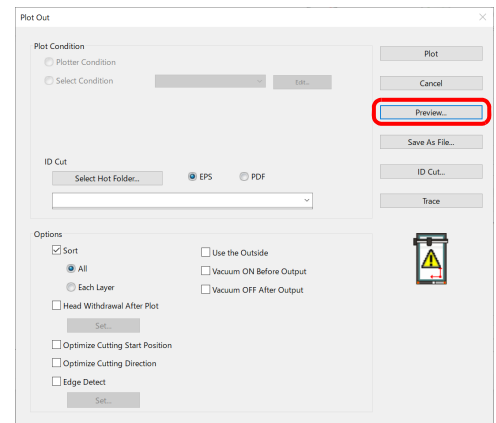 Plot Out
Plot Condition
Plotter Condition
Select Condition
Edit...
ID Cut
Select Hot Folder...
EPS
PDF
Options
Sort
All
Each Layer
Head Withdrawal After Plot
Set...
Optimize Cutting Start Position
Optimize Cutting Direction
Edge Detect
Set...
Use the Outside
Vacuum ON Before Output
Vacuum OFF After Output
Plot
Cancel
Preview...
Save As File...
ID Cut...
Trace